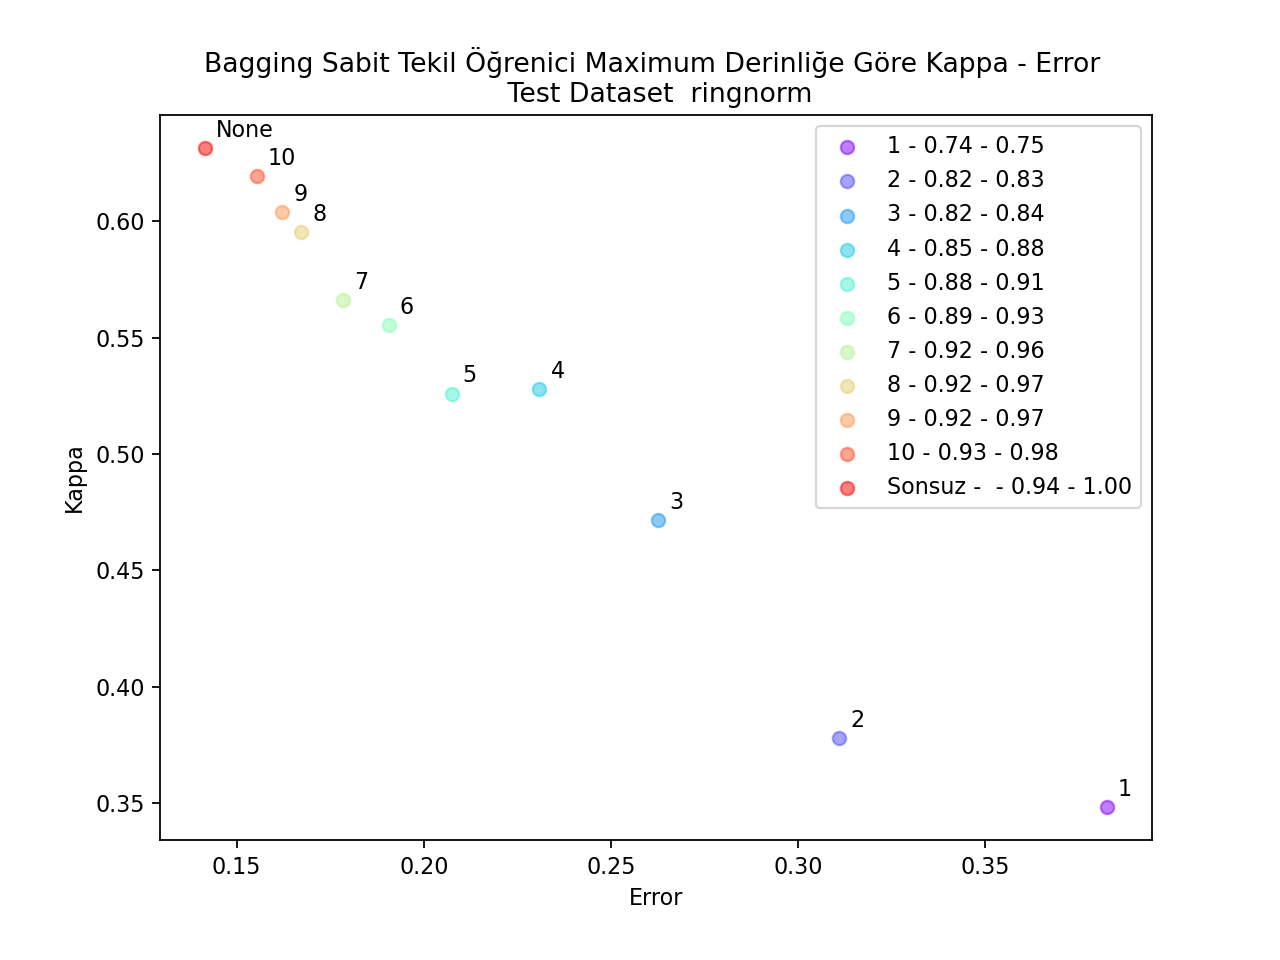 Bagging Sabit Tekil Öğrenici Maximum Derinliğe Göre Kappa - Error
Test Dataset  ringnorm
None
10
9
8
7
6
5
4
3
2
1
1 - 0.74 - 0.75
2 - 0.82 - 0.83
3 - 0.82 - 0.84
4 - 0.85 - 0.88
5 - 0.88 - 0.91
6 - 0.89 - 0.93
7 - 0.92 - 0.96
8 - 0.92 - 0.97
9 - 0.92 - 0.97
10 - 0.93 - 0.98
Sonsuz -  - 0.94 - 1.00
Kappa
0.60
0.55
0.50
0.45
0.40
0.35
0.15
0.20
0.25
0.30
0.35
Error